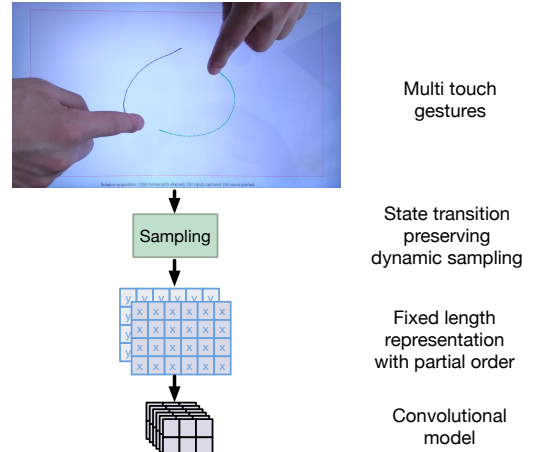 Multi touch
gestures
Sampling
State transition
preserving
dynamic sampling
y y y y y y
y x x x x x x
y x x x x x x
y x x x x x x
x x x x x x
Fixed length
representation
with partial order
Convolutional
model